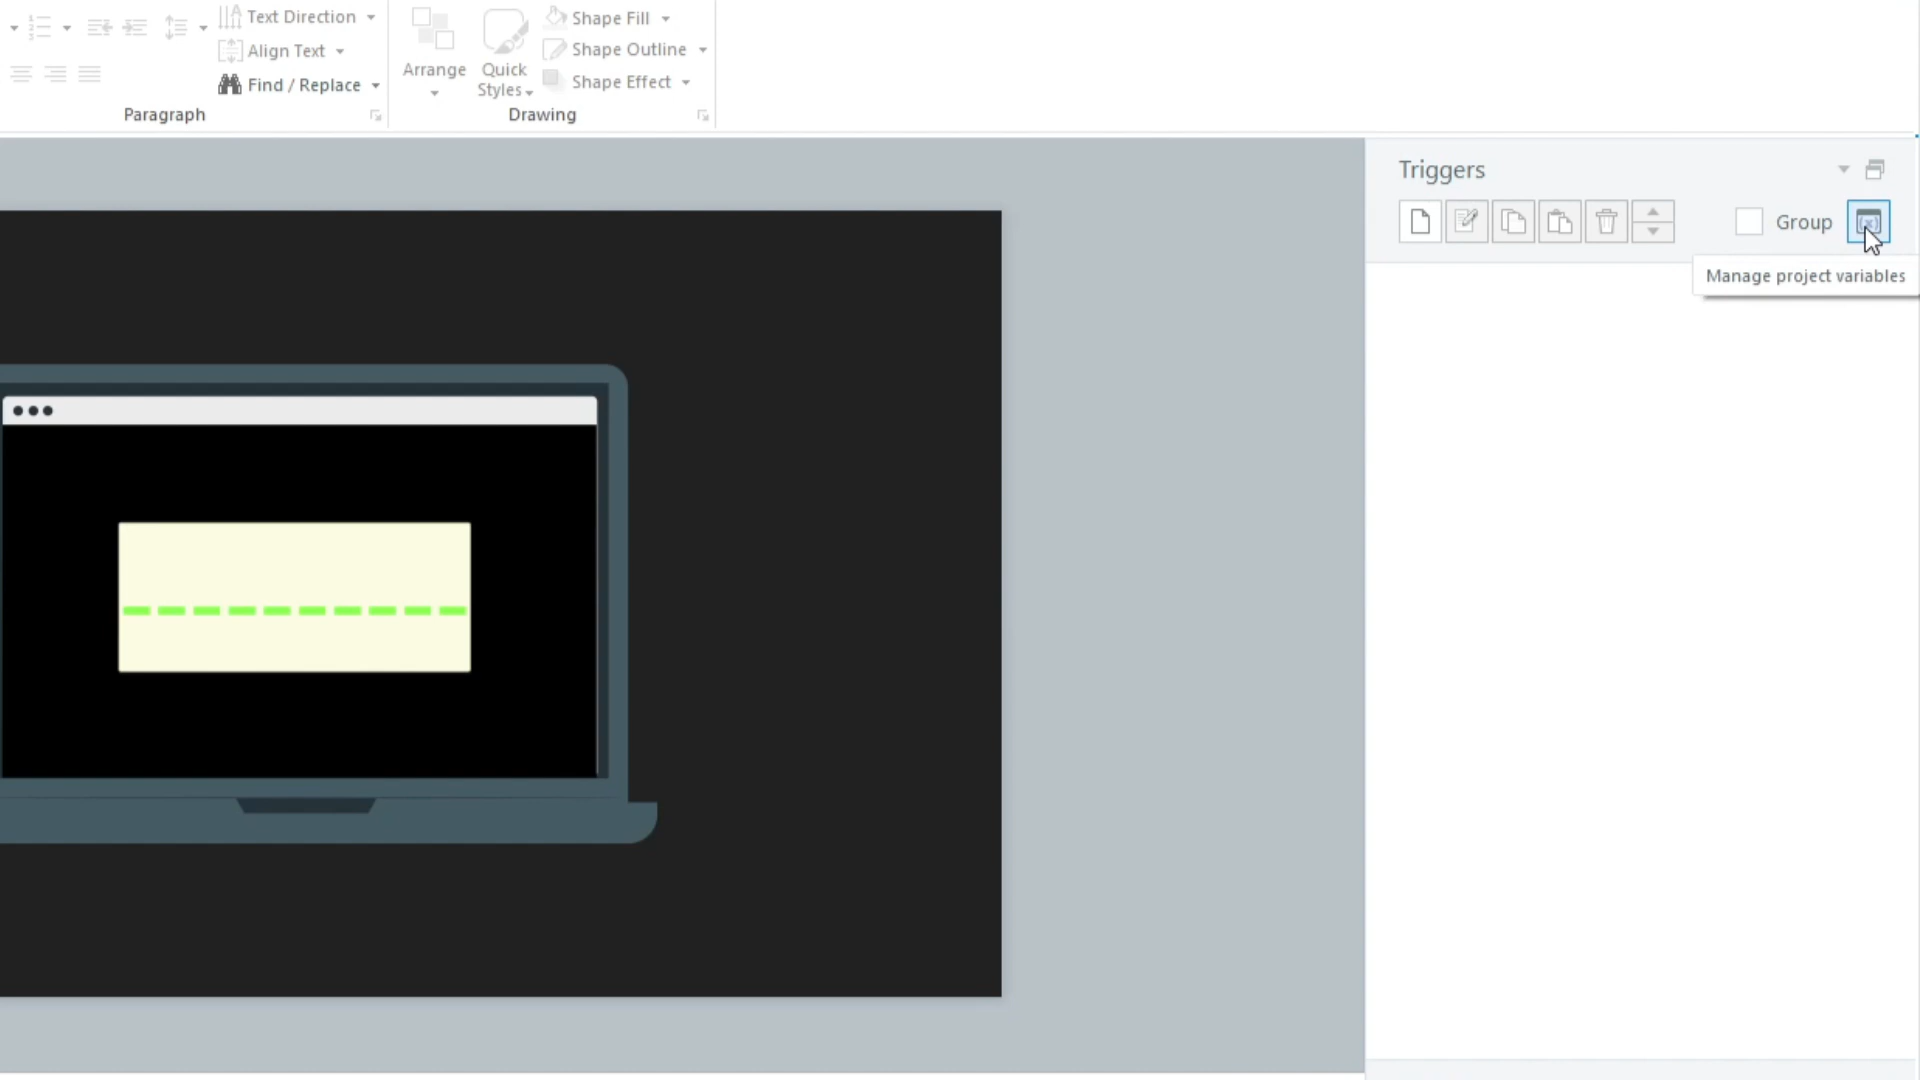 Text Direction
Align Text
Find / Replace
Paragraph
Arrange
Quick
Styles
Shape Fill
Shape Outline
Shape Effect
Drawing
Triggers
Group
Manage project variables